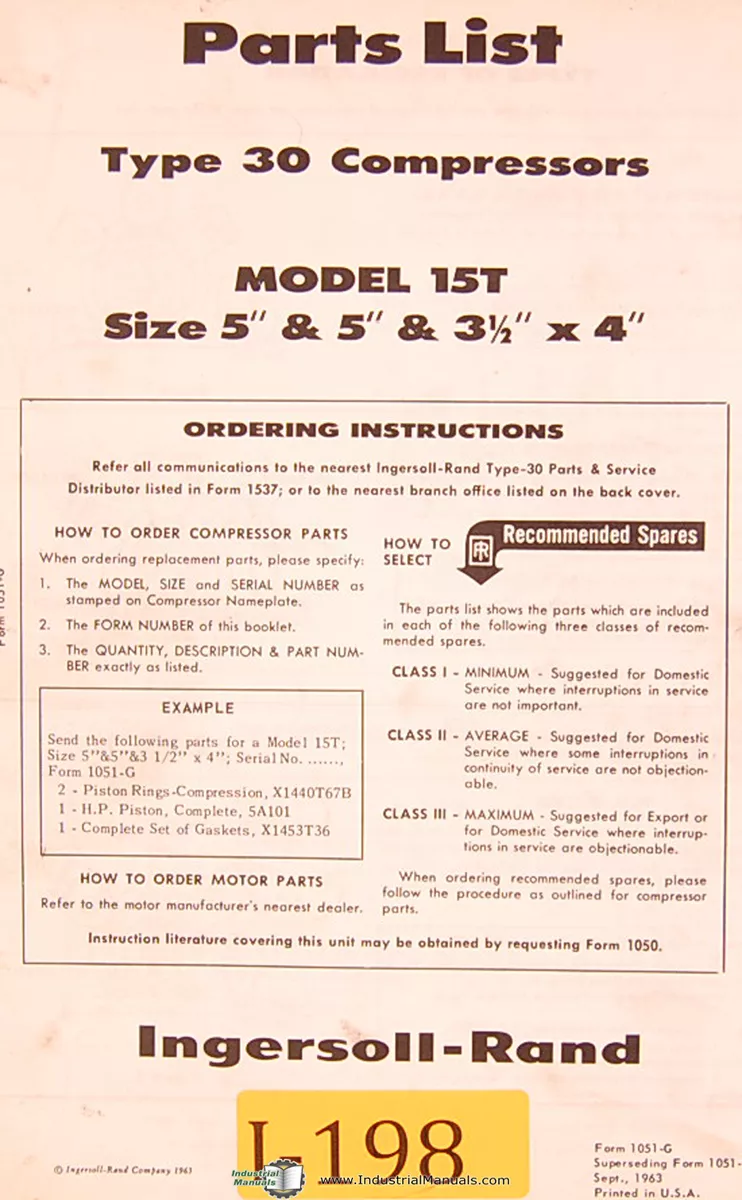 Parts List
Type 30 Compressors
MODEL 15T
Size 5" & 5" & 3½" x 4"
ORDERING INSTRUCTIONS
Refer all communications to the nearest Ingersoll-Rand Type-30 Parts & Service
Distributor listed in Form 1537; or to the nearest branch office listed on the back cover.
HOW TO ORDER COMPRESSOR PARTS
When ordering replacement parts, please specify:
1. The MODEL, SIZE and SERIAL NUMBER as
stamped on Compressor Nameplate.
2. The FORM NUMBER of this booklet.
3. The QUANTITY, DESCRIPTION & PART NUM-
BER exactly as listed.
EXAMPLE
Send the following parts for a Model 15T;
Size 5"&5"&3 1/2" x 4"; Serial No. ......,
Form 1051-G
2 - Piston Rings-Compression, X1440T67B
1 - H.P. Piston, Complete, 5A101
1 - Complete Set of Gaskets, X1453T36
HOW TO ORDER MOTOR PARTS
Refer to the motor manufacturer's nearest dealer.
HOW TO
SELECT
IR
Recommended Spares
The parts list shows the parts which are included
in each of the following three classes of recom-
mended spares.
CLASS I - MINIMUM - Suggested for Domestic
Service where interruptions in service
are not important.
CLASS II - AVERAGE - Suggested for Domestic
Service where some interruptions in
continuity of service are not objection-
able.
CLASS III - MAXIMUM - Suggested for Export or
for Domestic Service where interrup-
tions in service are objectionable.
When ordering recommended spares, please
follow the procedure as outlined for compressor
parts.
Instruction literature covering this unit may be obtained by requesting Form 1050.
Form 1051-G
Ingersoll-Rand
I-198
© Ingersoll-Rand Company 1963
Industrial
Manuals
www.IndustrialManuals.com
Form 1051-G
Superseding Form 1051-
Sept., 1963
Printed in U.S.A.